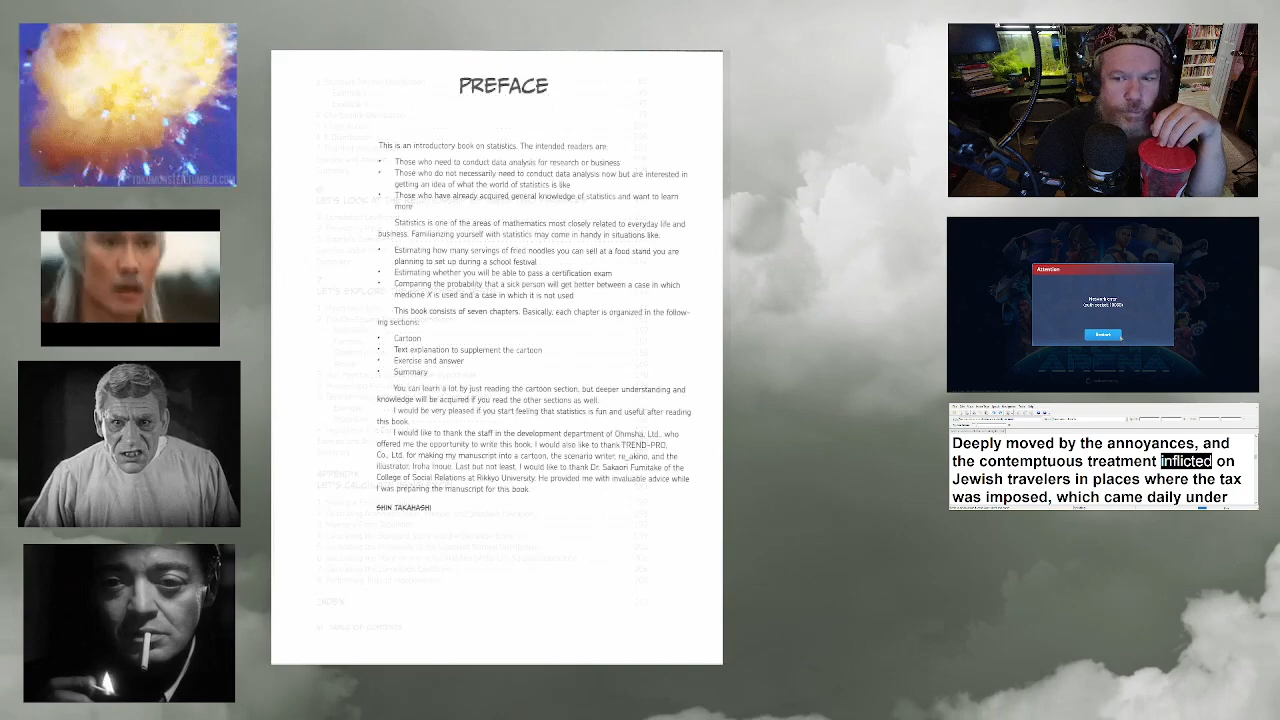 TOKUMONSTER.TUMBLR.COM
PREFACE
This is an introductory book on statistics. The intended readers are:
• Those who need to conduct data analysis for research or business
• Those who do not necessarily need to conduct data analysis now but are interested in
getting an idea of what the world of statistics is like
• Those who have already acquired general knowledge of statistics and want to learn
more
Statistics is one of the areas of mathematics most closely related to everyday life and
business. Familiarizing yourself with statistics may come in handy in situations like:
• Estimating how many servings of fried noodles you can sell at a food stand you are
planning to set up during a school festival
• Estimating whether you will be able to pass a certification exam
• Comparing the probability that a sick person will get better between a case in which
medicine X is used and a case in which it is not used
This book consists of seven chapters. Basically, each chapter is organized in the follow-
ing sections:
• Cartoon
• Text explanation to supplement the cartoon
• Exercise and answer
• Summary
You can learn a lot by just reading the cartoon section, but deeper understanding and
knowledge will be acquired if you read the other sections as well.
I would be very pleased if you start feeling that statistics is fun and useful after reading
this book.
I would like to thank the staff in the development department of Ohmsha, Ltd., who
offered me the opportunity to write this book. I would also like to thank TREND-PRO,
Co., Ltd. for making my manuscript into a cartoon, the scenario writer, re_akino, and the
illustrator, Iroha Inoue. Last but not least, I would like to thank Dr. Sakaori Fumitake of the
College of Social Relations at Rikkyo University. He provided me with invaluable advice while
I was preparing the manuscript for this book.
SHIN TAKAHASHI
INDEX
TABLE OF CONTENTS
Attention
Network error
Restart
Deeply moved by the annoyances, and
the contemptuous treatment inflicted on
Jewish travelers in places where the tax
was imposed, which came daily under